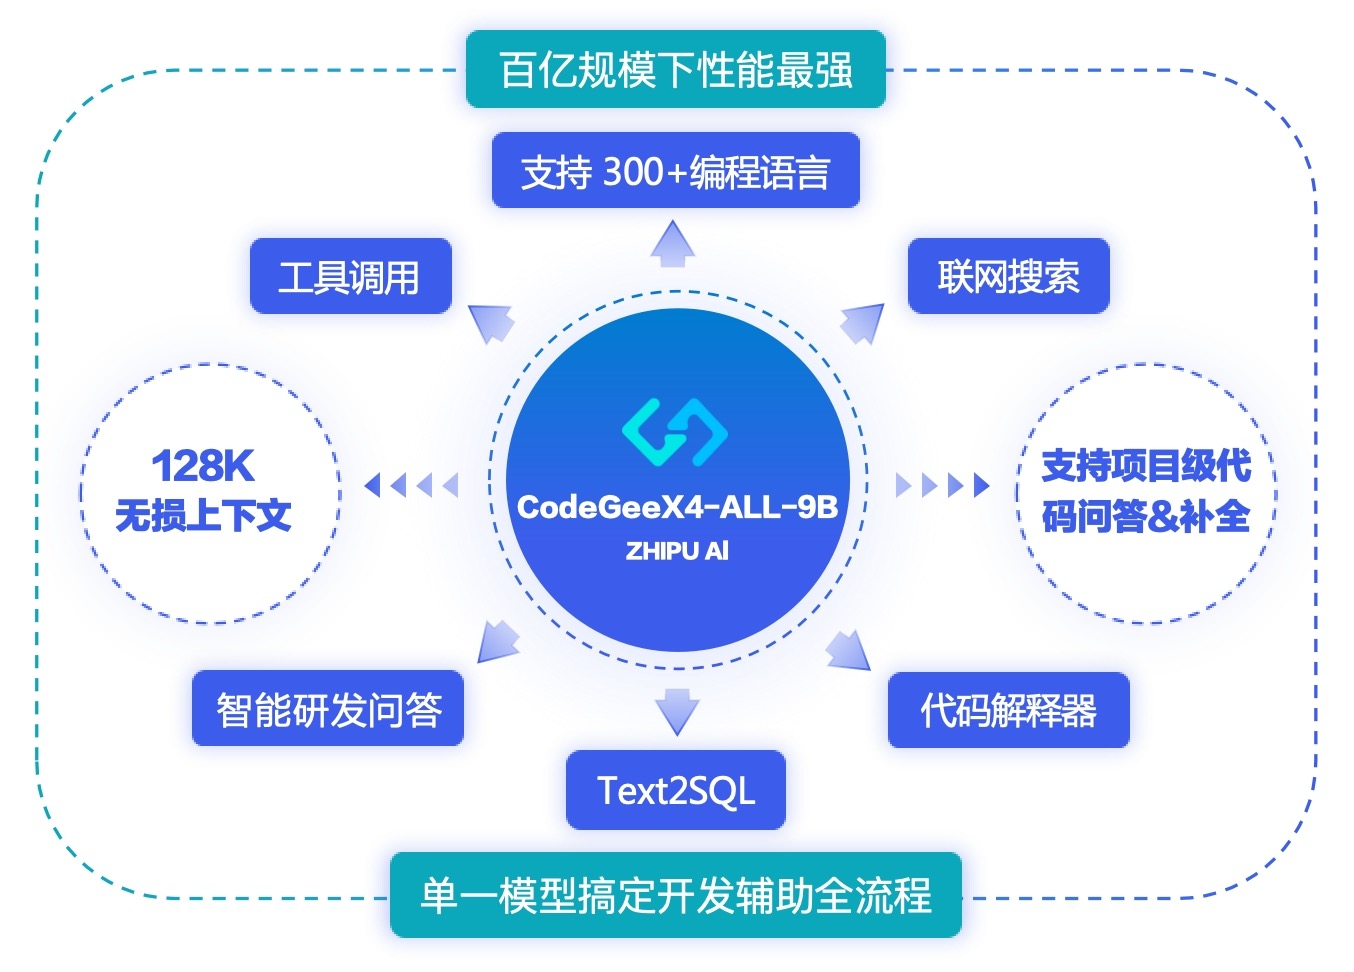 百亿规模下性能最强
支持 300+编程语言
工具调用
联网搜索
128K
无损上下文
CodeGeeX4-ALL-9B
ZHIPU AI
支持项目级代
码问答&补全
智能研发问答
代码解释器
Text2SQL
单一模型搞定开发辅助全流程